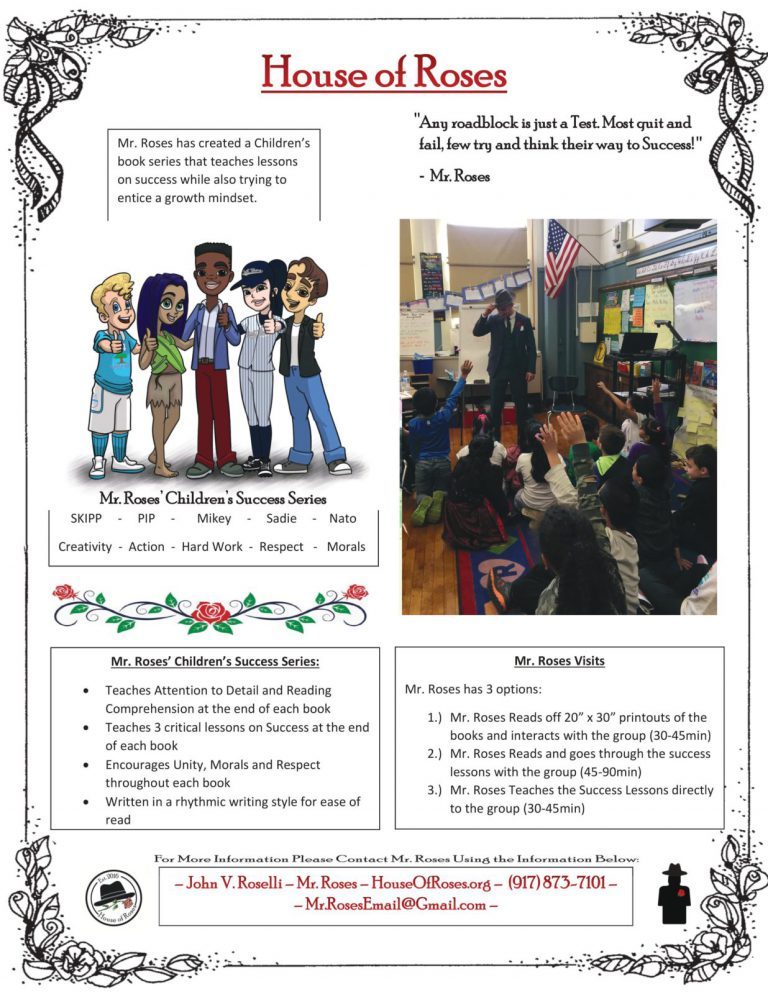 House of Roses
Mr. Roses has created a Children's
book series that teaches lessons
on success while also trying to
entice a growth mindset.
"Any roadblock is just a Test. Most quit and
fail, few try and think their way to Success!"
- Mr. Roses
Mr. Roses' Children's Success Series
SKIPP - PIP - Mikey - Sadie - Nato
Creativity - Action - Hard Work - Respect - Morals
Mr. Roses' Children's Success Series:
• Teaches Attention to Detail and Reading
Comprehension at the end of each book
• Teaches 3 critical lessons on Success at the end
of each book
• Encourages Unity, Morals and Respect
throughout each book
• Written in a rhythmic writing style for ease of
read
Mr. Roses Visits
Mr. Roses has 3 options:
1.) Mr. Roses Reads off 20" x 30" printouts of the
books and interacts with the group (30-45min)
2.) Mr. Roses Reads and goes through the success
lessons with the group (45-90min)
3.) Mr. Roses Teaches the Success Lessons directly
to the group (30-45min)
For More Information Please Contact Mr. Roses Using the Information Below:
– John V. Roselli – Mr. Roses – HouseOfRoses.org – (917) 873-7101 –
– Mr.RosesEmail@Gmail.com –
Est. 2016
House of Roses